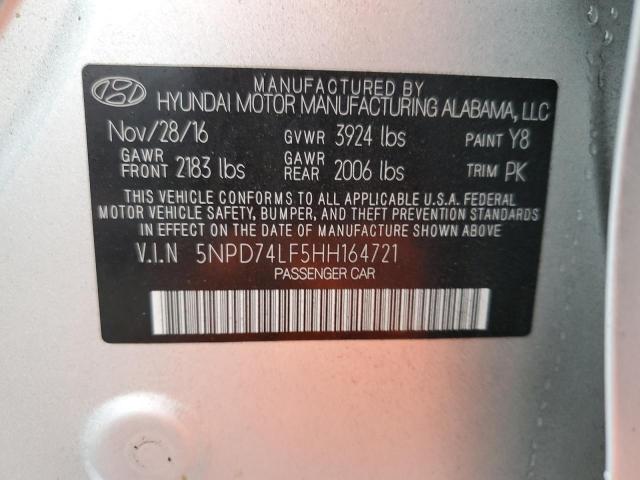 MANUFACTURED BY
HYUNDAI MOTOR MANUFACTURING ALABAMA, LLC
Nov/28/16 GVWR 3924 lbs PAINT Y8
GAWR FRONT 2183 lbs GAWR REAR 2006 lbs TRIM PK
THIS VEHICLE CONFORMS TO ALL APPLICABLE U.S.A. FEDERAL
MOTOR VEHICLE SAFETY, BUMPER, AND THEFT PREVENTION STANDARDS
IN EFFECT ON THE DATE OF MANUFACTURE SHOWN ABOVE.
V.I.N 5NPD74LF5HH164721
PASSENGER CAR